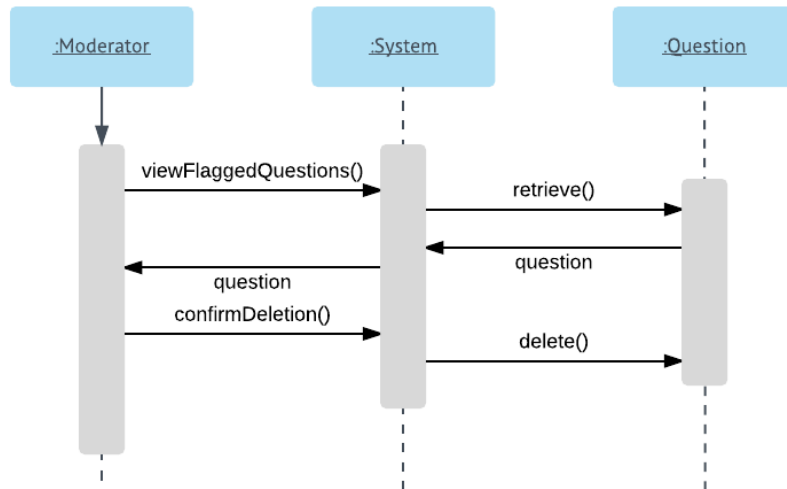 :Moderator
:System
:Question
viewFlaggedQuestions()
retrieve()
question
question
confirmDeletion()
delete()